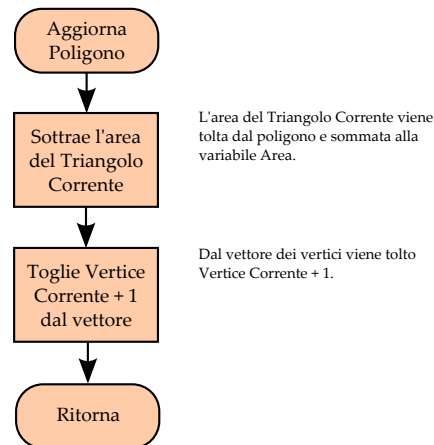 Aggiorna
Poligono
Sottrae l'area
del Triangolo
Corrente
L'area del Triangolo Corrente viene
tolta dal poligono e sommata alla
variabile Area.
Toglie Vertice
Corrente + 1
dal vettore
Dal vettore dei vertici viene tolto
Vertice Corrente + 1.
Ritorna